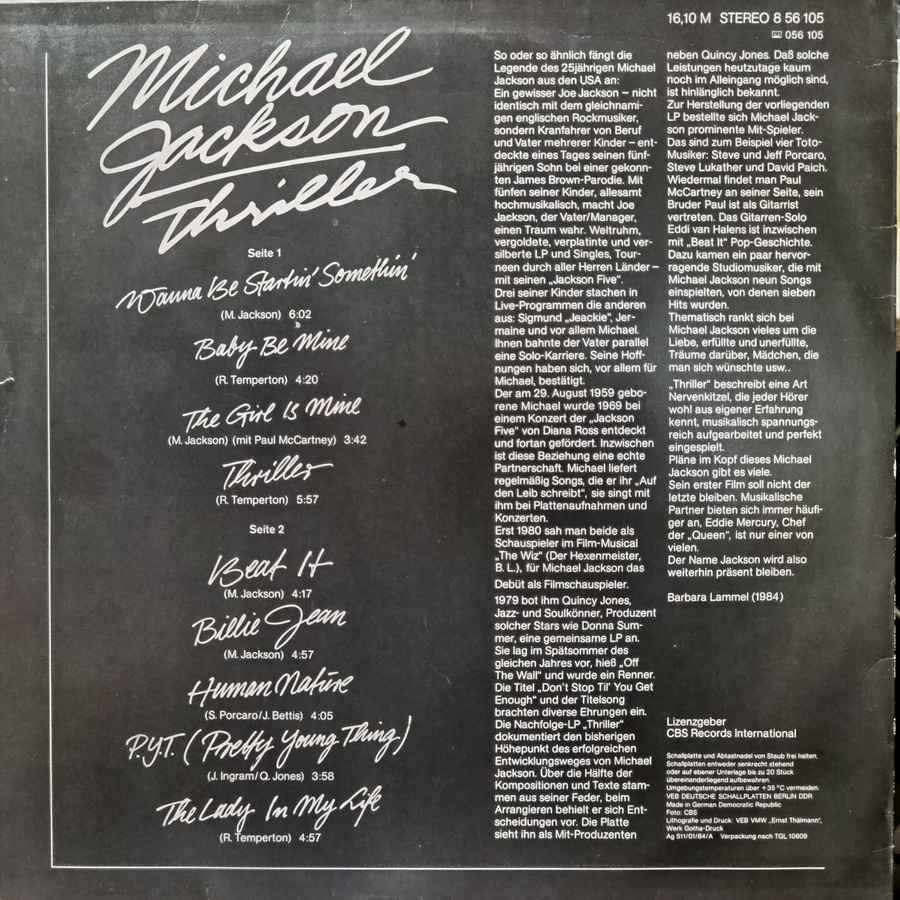 16,10 M STEREO 8 56 105
056 105
Michael
Jackson
Thriller
Seite 1
Wanna Be Startin' Somethin'
(M. Jackson) 6:02
Baby Be Mine
(R. Temperton) 4:20
The Girl Is Mine
(M. Jackson) (mit Paul McCartney) 3:42
Thriller
(R. Temperton) 5:57
Seite 2
Beat It
(M. Jackson) 4:17
Billie Jean
(M. Jackson) 4:57
Human Nature
(S. Porcaro/J. Bettis) 4:05
P.Y.T. (Pretty Young Thing)
(J. Ingram/Q. Jones) 3:58
The Lady In My Life
(R. Temperton) 4:57
So oder so ähnlich fängt die
Legende des 25jährigen Michael
Jackson aus den USA an:
Ein gewisser Joe Jackson – nicht
identisch mit dem gleichnami-
gen englischen Rockmusiker,
sondern Kranfahrer von Beruf
und Vater mehrerer Kinder – ent-
deckte eines Tages seinen fünf-
jährigen Sohn bei einer gekonn-
ten James Brown-Parodie. Mit
fünfen seiner Kinder, allesamt
hochmusikalisch, macht Joe
Jackson, der Vater/Manager,
einen Traum wahr. Weltruhm,
vergoldete, verplatinte und ver-
silberte LP und Singles, Tour-
neen durch aller Herren Länder –
mit seinen „Jackson Five".
Drei seiner Kinder stachen in
Live-Programmen die anderen
aus: Sigmund „Jeackie", Jer-
maine und vor allem Michael.
Ihnen bahnte der Vater parallel
eine Solo-Karriere. Seine Hoff-
nungen haben sich, vor allem für
Michael, bestätigt.
Der am 29. August 1959 gebo-
rene Michael wurde 1969 bei
einem Konzert der „Jackson
Five" von Diana Ross entdeckt
und fortan gefördert. Inzwischen
ist diese Beziehung eine echte
Partnerschaft. Michael liefert
regelmäßig Songs, die er ihr „Auf
den Leib schreibt", sie singt mit
ihm bei Plattenaufnahmen und
Konzerten.
Erst 1980 sah man beide als
Schauspieler im Film-Musical
„The Wiz" (Der Hexenmeister,
B. L.), für Michael Jackson das
Debüt als Filmschauspieler.
1979 bot ihm Quincy Jones,
Jazz- und Soulkönner, Produzent
solcher Stars wie Donna Sum-
mer, eine gemeinsame LP an.
Sie lag im Spätsommer des
gleichen Jahres vor, hieß „Off
The Wall" und wurde ein Renner.
Die Titel „Don't Stop Til' You Get
Enough" und der Titelsong
brachten diverse Ehrungen ein.
Die Nachfolge-LP „Thriller"
dokumentiert den bisherigen
Höhepunkt des erfolgreichen
Entwicklungsweges von Michael
Jackson. Über die Hälfte der
Kompositionen und Texte stam-
men aus seiner Feder, beim
Arrangieren behielt er sich Ent-
scheidungen vor. Die Platte
sieht ihn als Mit-Produzenten
neben Quincy Jones. Daß solche
Leistungen heutzutage kaum
noch im Alleingang möglich sind,
ist hinlänglich bekannt.
Zur Herstellung der vorliegenden
LP bestellte sich Michael Jack-
son prominente Mit-Spieler.
Das sind zum Beispiel vier Toto-
Musiker: Steve und Jeff Porcaro,
Steve Lukather und David Paich.
Wiedermal findet man Paul
McCartney an seiner Seite, sein
Bruder Paul ist als Gitarrist
vertreten. Das Gitarren-Solo
Eddi van Halens ist inzwischen
mit „Beat It" Pop-Geschichte.
Dazu kamen ein paar hervor-
ragende Studiomusiker, die mit
Michael Jackson neun Songs
einspielten, von denen sieben
Hits wurden.
Thematisch rankt sich bei
Michael Jackson vieles um die
Liebe, erfüllte und unerfüllte,
Träume darüber, Mädchen, die
man sich wünschte usw..
„Thriller" beschreibt eine Art
Nervenkitzel, die jeder Hörer
wohl aus eigener Erfahrung
kennt, musikalisch spannungs-
reich aufgearbeitet und perfekt
eingespielt.
Pläne im Kopf dieses Michael
Jackson gibt es viele.
Sein erster Film soll nicht der
letzte bleiben. Musikalische
Partner bieten sich immer häufi-
ger an, Eddie Mercury, Chef
der „Queen", ist nur einer von
vielen.
Der Name Jackson wird also
weiterhin präsent bleiben.
Barbara Lammel (1984)
Lizenzgeber
CBS Records International
Schallplatte und Abtastnadel von Staub frei halten.
Schallplatten entweder senkrecht stehend
oder auf ebener Unterlage bis zu 20 Stück
übereinanderliegend aufbewahren.
Umgebungstemperaturen über +35 °C vermeiden.
VEB DEUTSCHE SCHALLPLATTEN BERLIN DDR
Made in German Democratic Republic
Foto: CBS
Lithografie und Druck: VEB VMW „Ernst Thälmann",
Werk Gotha-Druck
Ag 511/01/84/A Verpackung nach TGL 10609